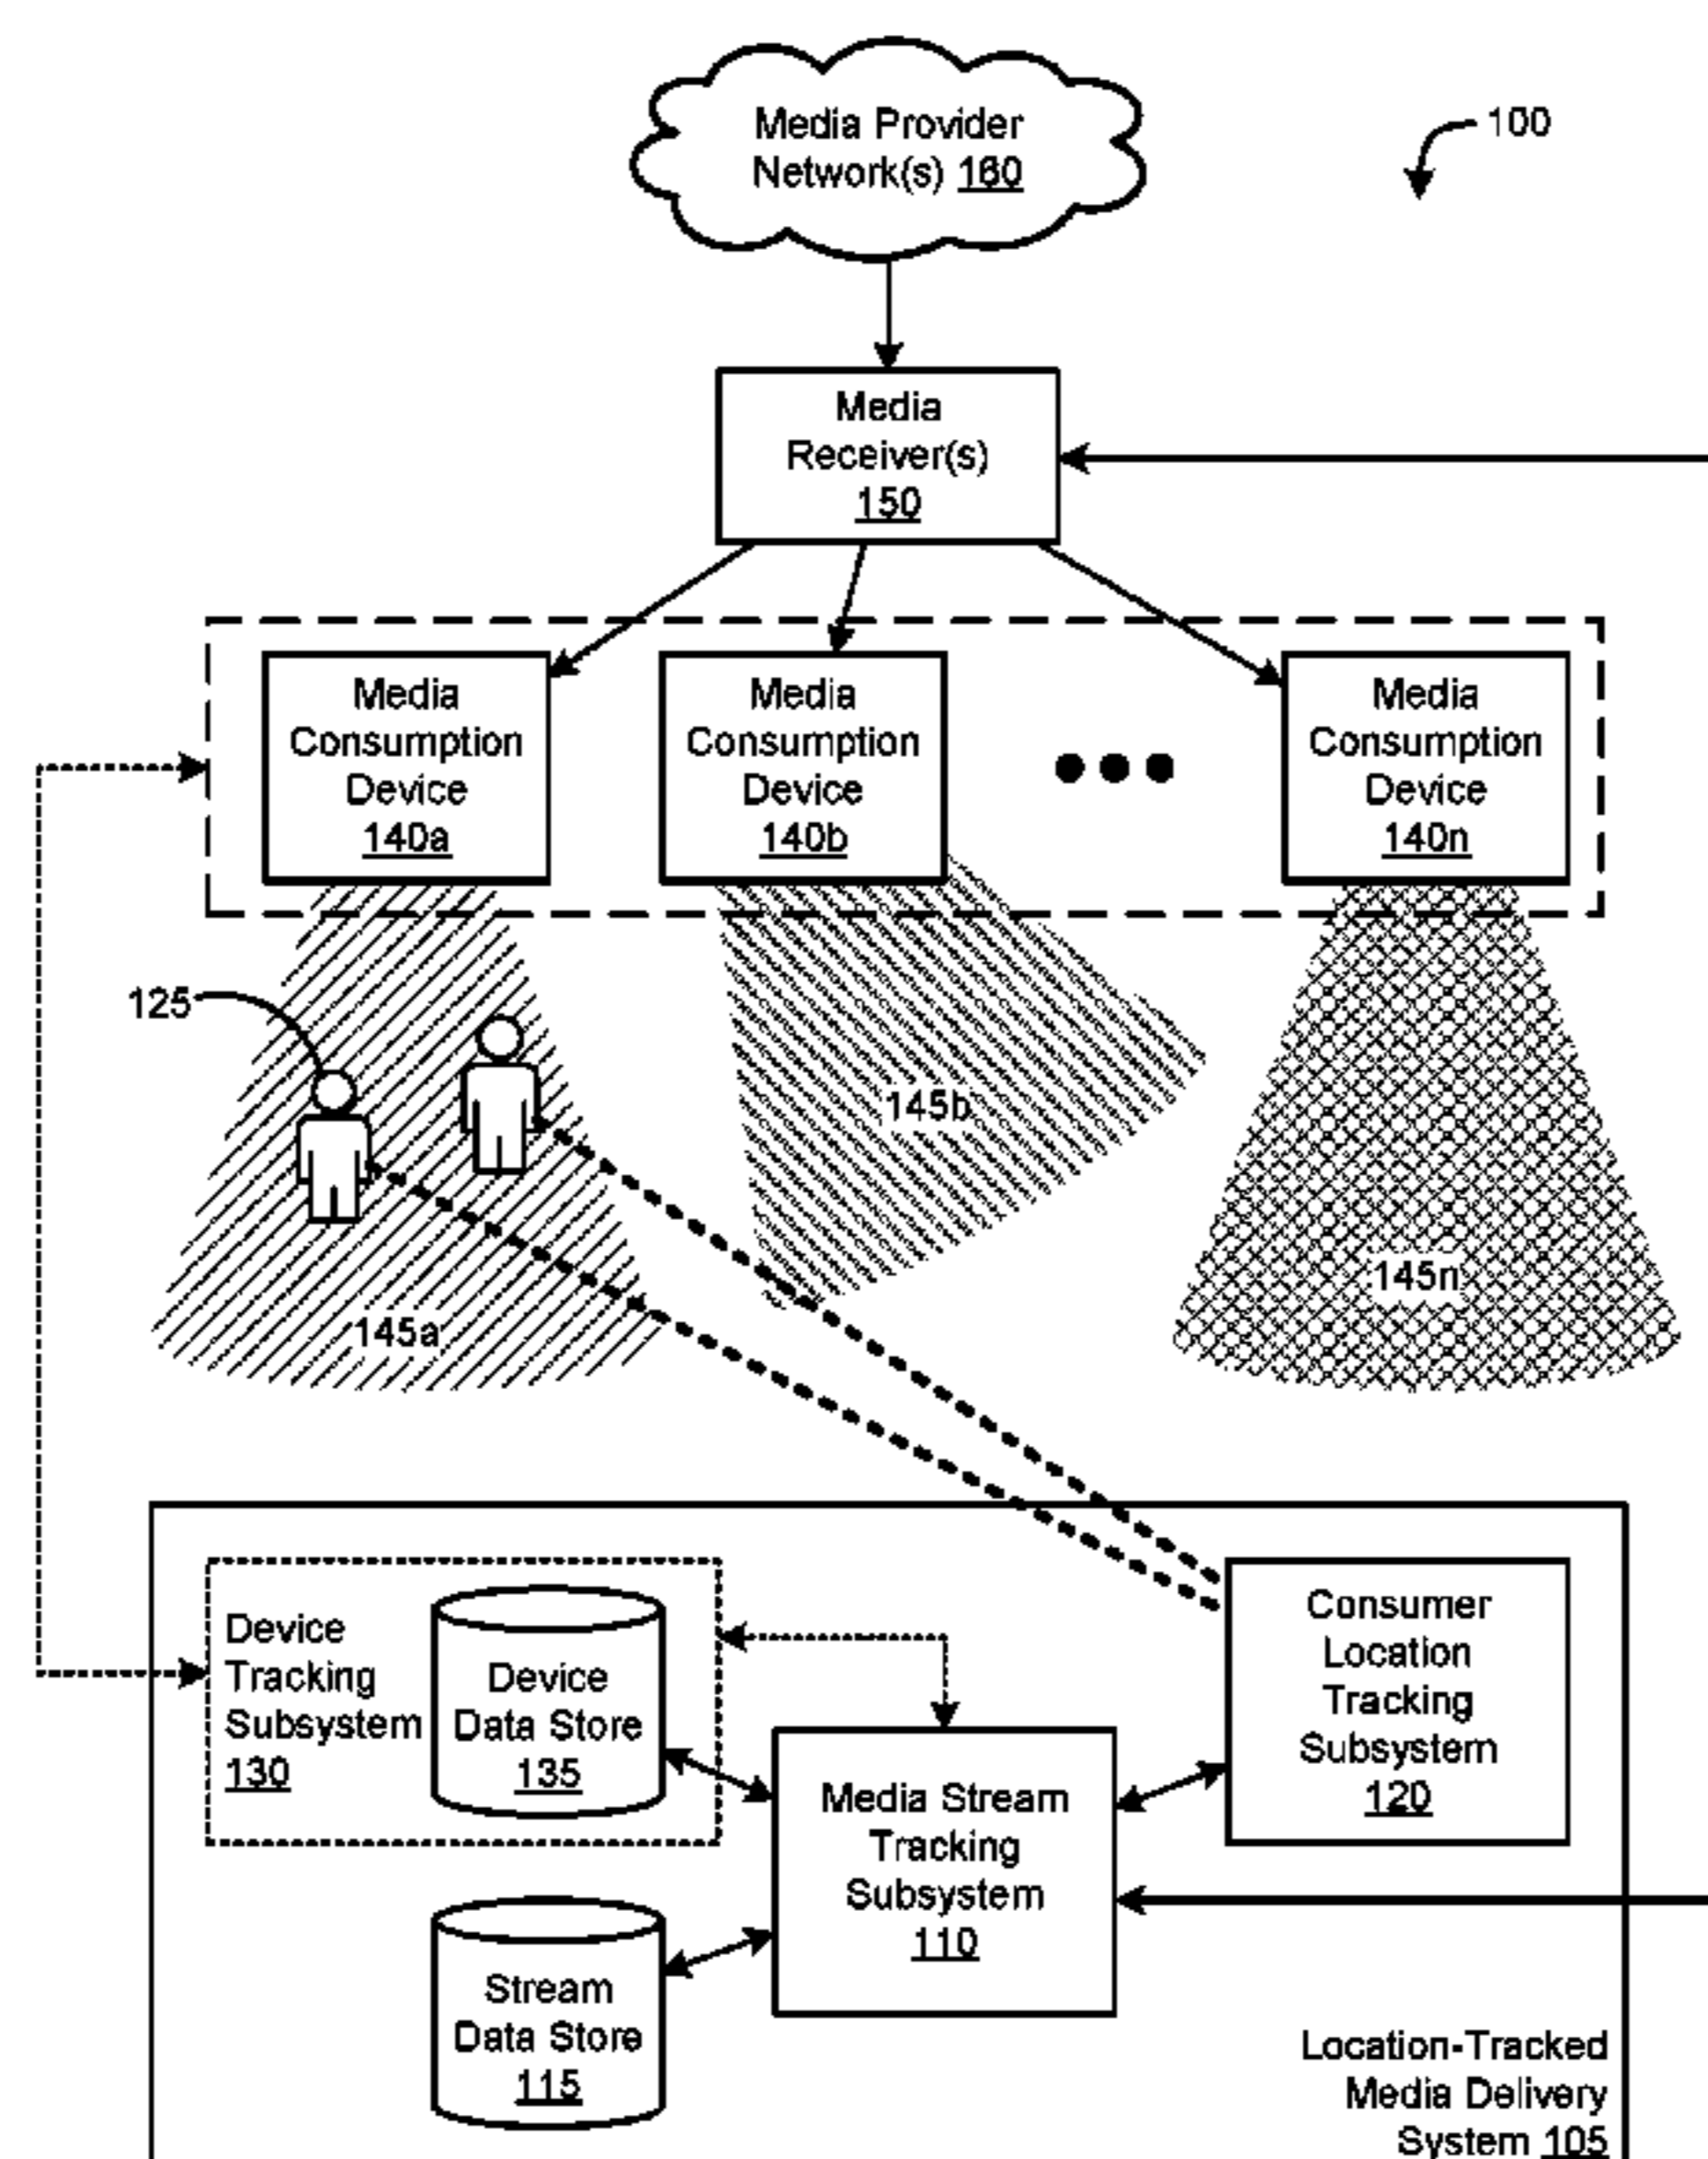 Media Provider
Network(s) 160
100
Media
Receiver(s)
150
Media
Consumption
Device
140a
Media
Consumption
Device
140b
Media
Consumption
Device
140n
125
145b
145n
145a
Device
Tracking
Subsystem
130
Device
Data Store
135
Consumer
Location
Tracking
Subsystem
120
Media Stream
Tracking
Subsystem
110
Stream
Data Store
115
Location-Tracked
Media Delivery
System 105